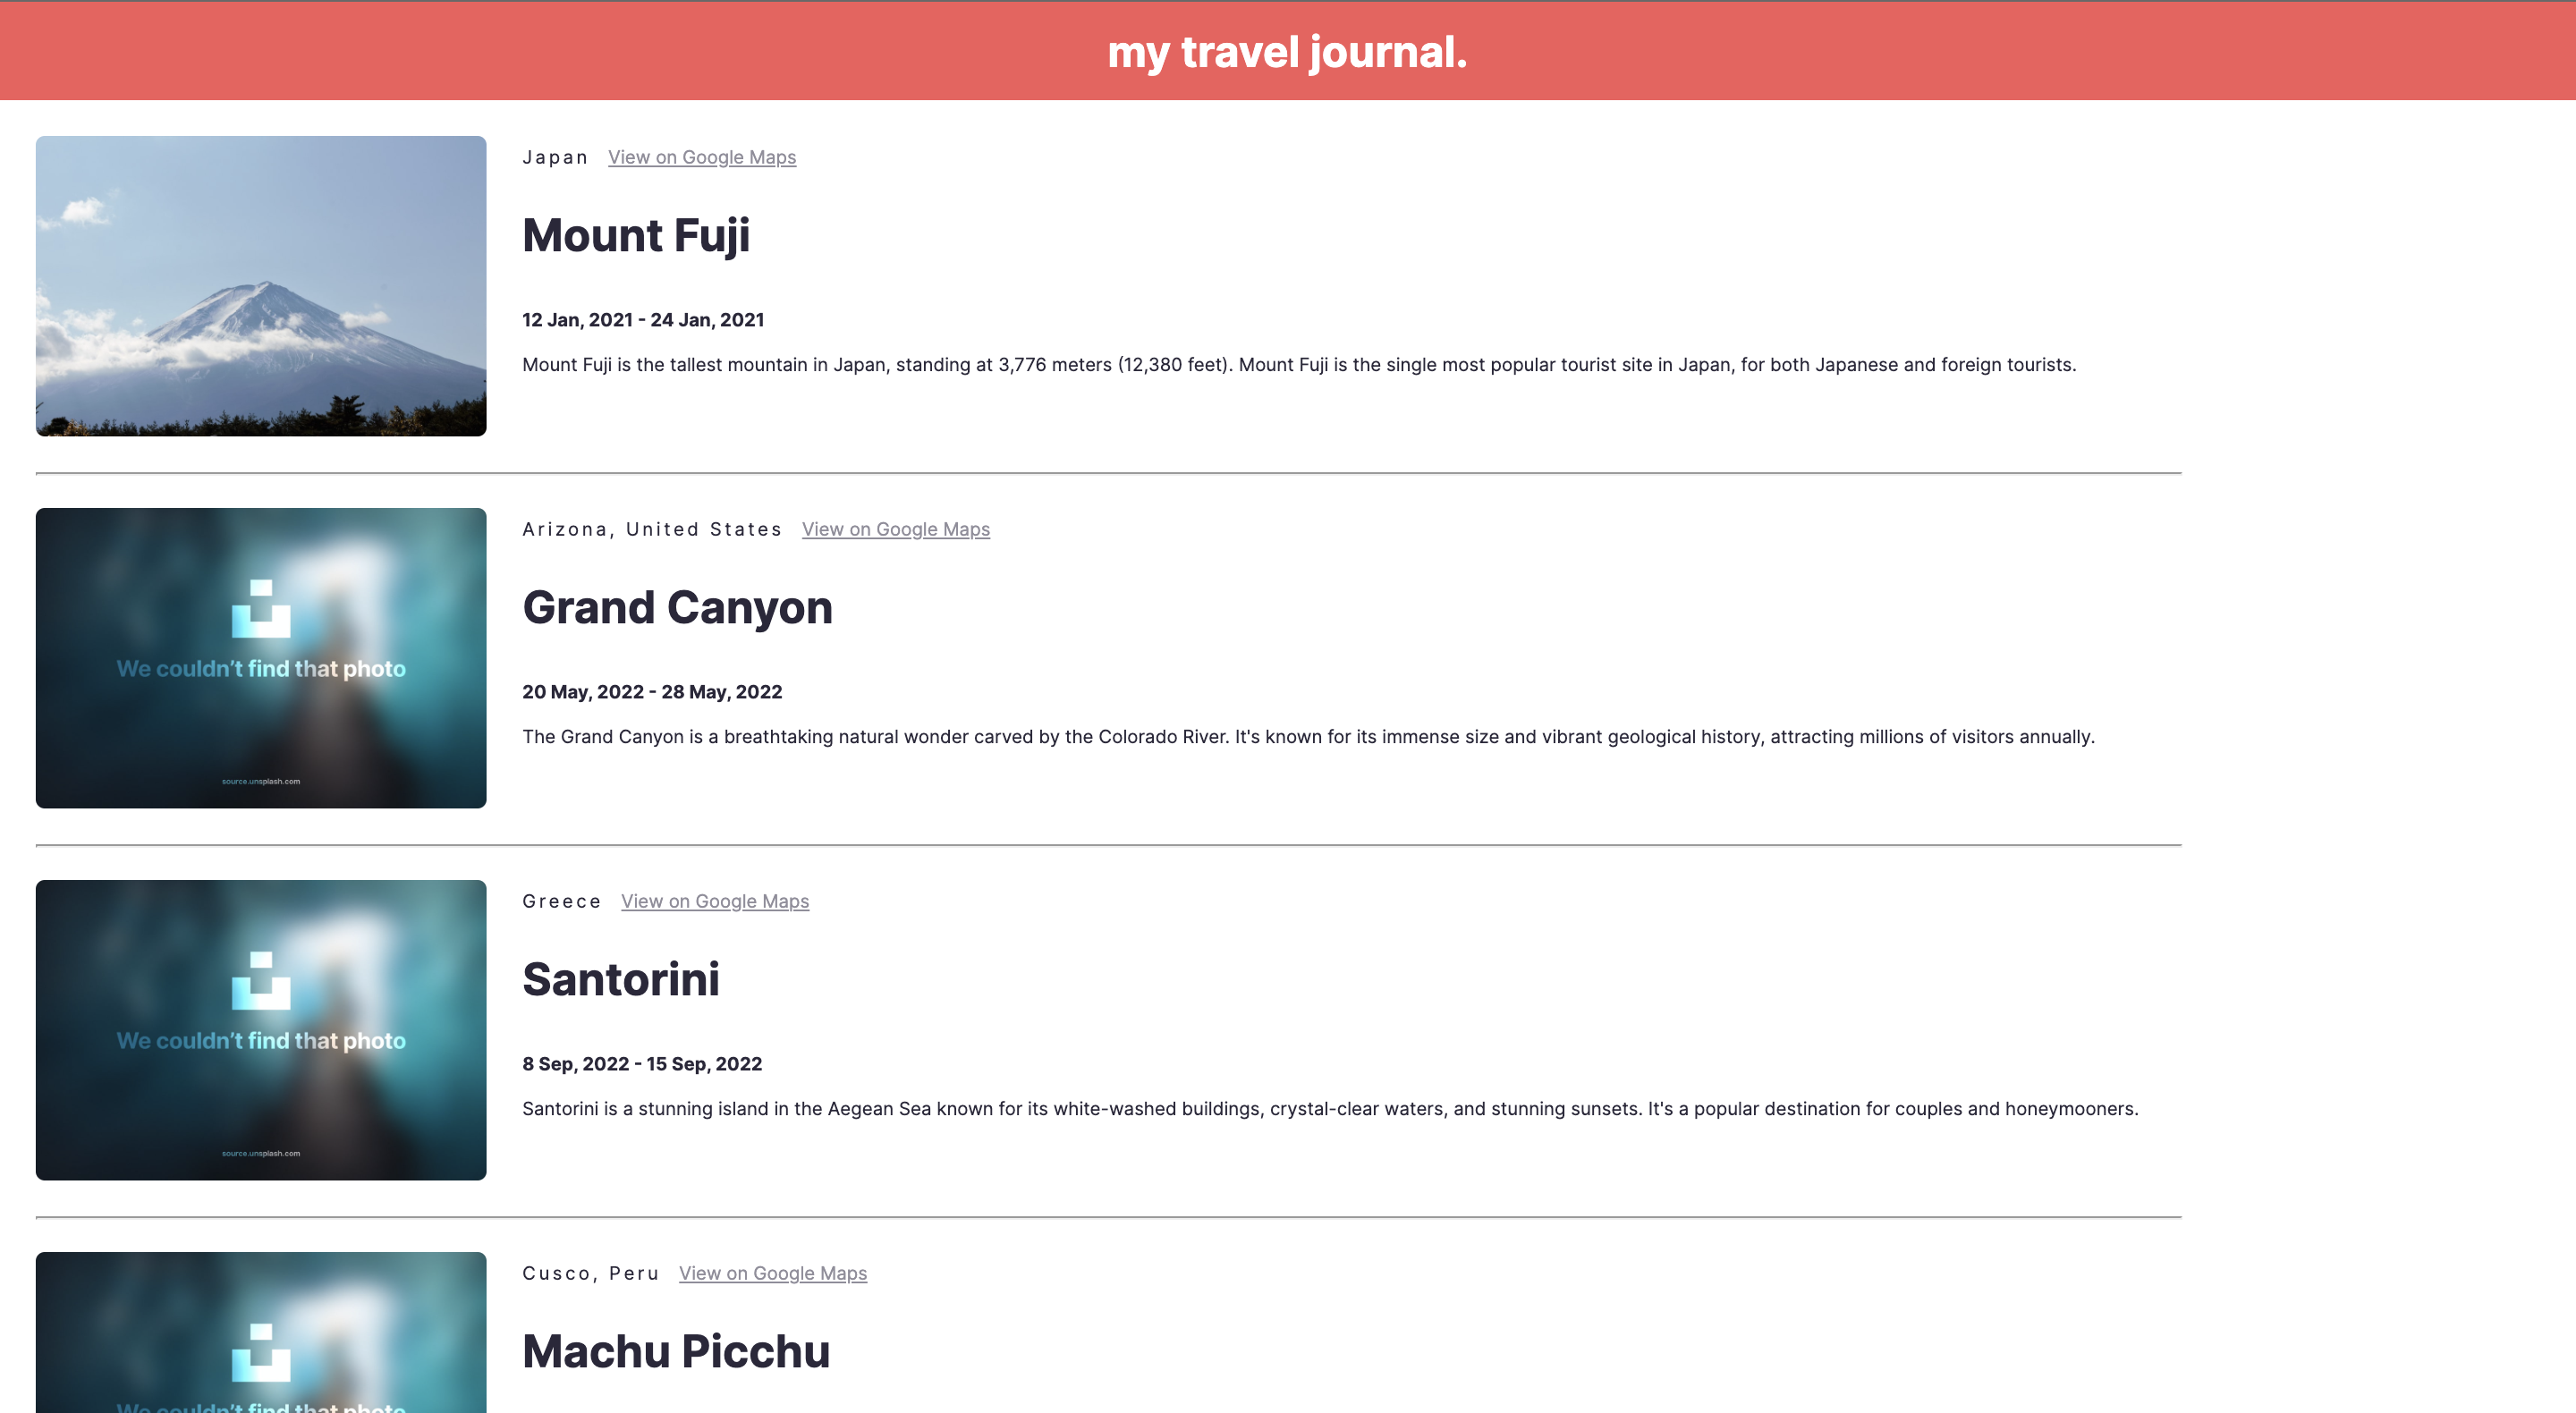 my travel journal.
Japan View on Google Maps
Mount Fuji
12 Jan, 2021 - 24 Jan, 2021
Mount Fuji is the tallest mountain in Japan, standing at 3,776 meters (12,380 feet). Mount Fuji is the single most popular tourist site in Japan, for both Japanese and foreign tourists.
We couldn’t find that photo
source.unsplash.com
Arizona, United States View on Google Maps
Grand Canyon
20 May, 2022 - 28 May, 2022
The Grand Canyon is a breathtaking natural wonder carved by the Colorado River. It's known for its immense size and vibrant geological history, attracting millions of visitors annually.
We couldn’t find that photo
source.unsplash.com
Greece View on Google Maps
Santorini
8 Sep, 2022 - 15 Sep, 2022
Santorini is a stunning island in the Aegean Sea known for its white-washed buildings, crystal-clear waters, and stunning sunsets. It's a popular destination for couples and honeymooners.
We couldn’t find that photo
Cusco, Peru View on Google Maps
Machu Picchu